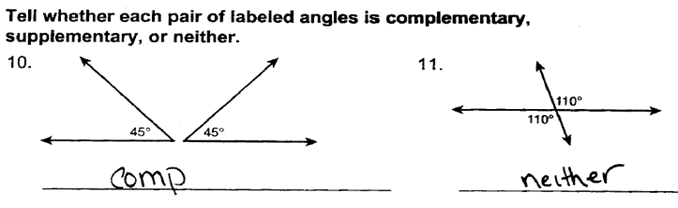 Tell whether each pair of labeled angles is complementary,
supplementary, or neither.
10.
45° 45°
comp
11.
110°
110°
neither